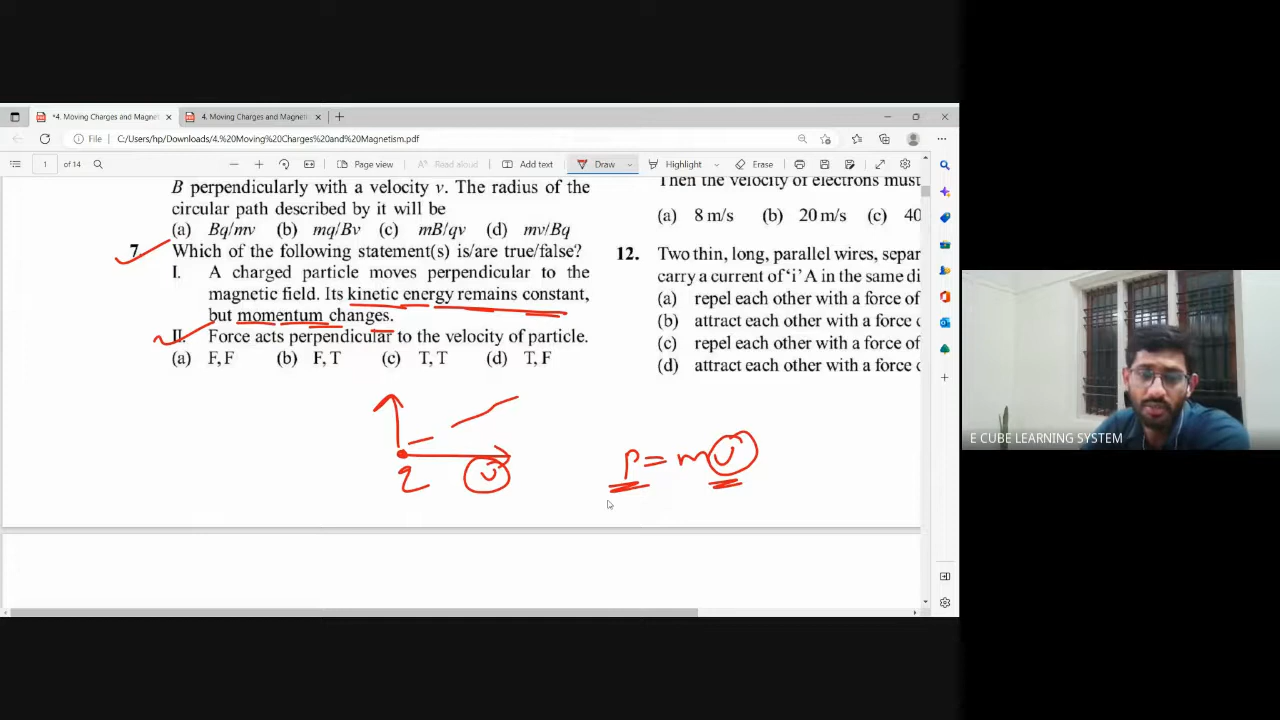 *4. Moving Charges and Magnet
4. Moving Charges and Magneti
File
C:/Users/hp/Downloads/4.%20Moving%20Charges%20and%20Magnetism.pdf
1 of 14
Page view
Read aloud
Add text
Draw
Highlight
Erase
B perpendicularly with a velocity v. The radius of the
circular path described by it will be
(a) Bq/mv (b) mq/Bv (c) mB/qv (d) mv/Bq
7. Which of the following statement(s) is/are true/false?
I. A charged particle moves perpendicular to the
magnetic field. Its kinetic energy remains constant,
but momentum changes.
II. Force acts perpendicular to the velocity of particle.
(a) F, F (b) F, T (c) T, T (d) T, F
q v
p = mv
Then the velocity of electrons must
(a) 8 m/s (b) 20 m/s (c) 40
12. Two thin, long, parallel wires, separ
carry a current of 'i' A in the same di
(a) repel each other with a force of
(b) attract each other with a force o
(c) repel each other with a force of
(d) attract each other with a force o
E CUBE LEARNING SYSTEM